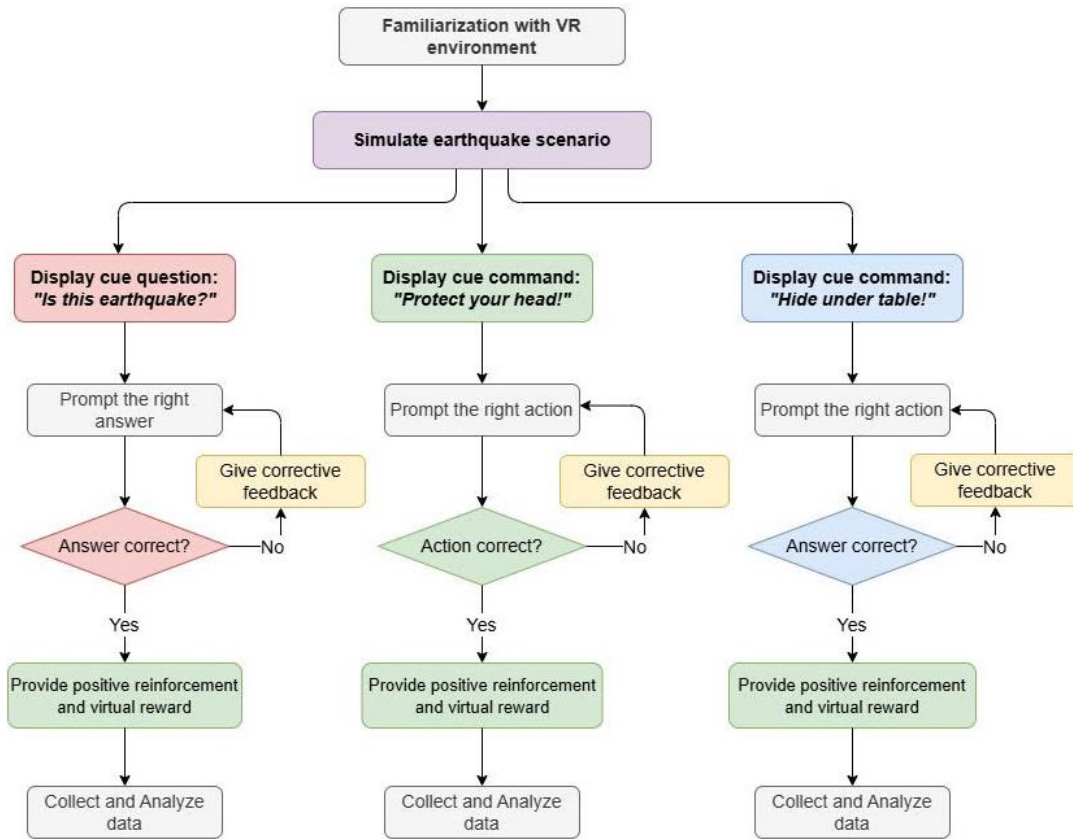 Familiarization with VR
environment
Simulate earthquake scenario
Display cue question:
"Is this earthquake?"
Display cue command:
"Protect your head!"
Display cue command:
"Hide under table!"
Prompt the right
answer
Prompt the right action
Prompt the right action
Give corrective
feedback
Give corrective
feedback
Give corrective
feedback
Answer correct?
No
Action correct?
No
Answer correct?
No
Yes
Yes
Yes
Provide positive reinforcement
and virtual reward
Provide positive reinforcement
and virtual reward
Provide positive reinforcement
and virtual reward
Collect and Analyze
data
Collect and Analyze
data
Collect and Analyze
data